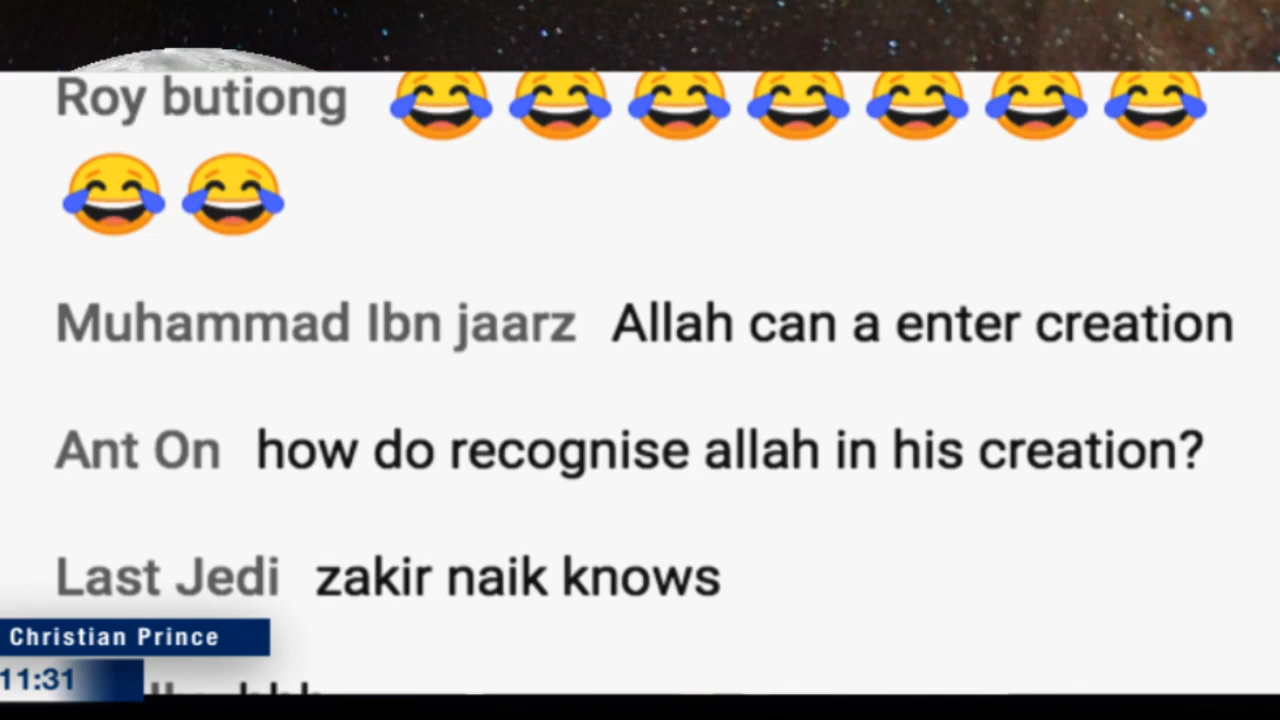 Roy butiong 😂😂😂😂😂😂😂
😂😂
Muhammad Ibn jaarz Allah can a enter creation
Ant On how do recognise allah in his creation?
Last Jedi zakir naik knows
Christian Prince
11:31